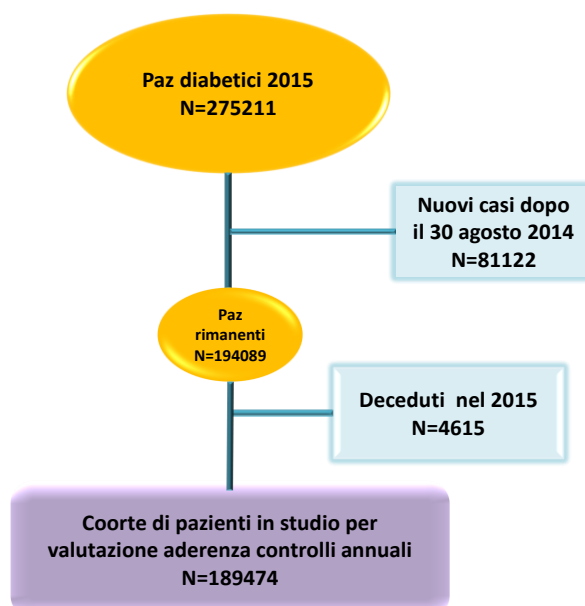 Paz diabetici 2015
N=275211
Nuovi casi dopo
il 30 agosto 2014
N=81122
Paz
rimanenti
N=194089
Deceduti nel 2015
N=4615
Coorte di pazienti in studio per
valutazione aderenza controlli annuali
N=189474